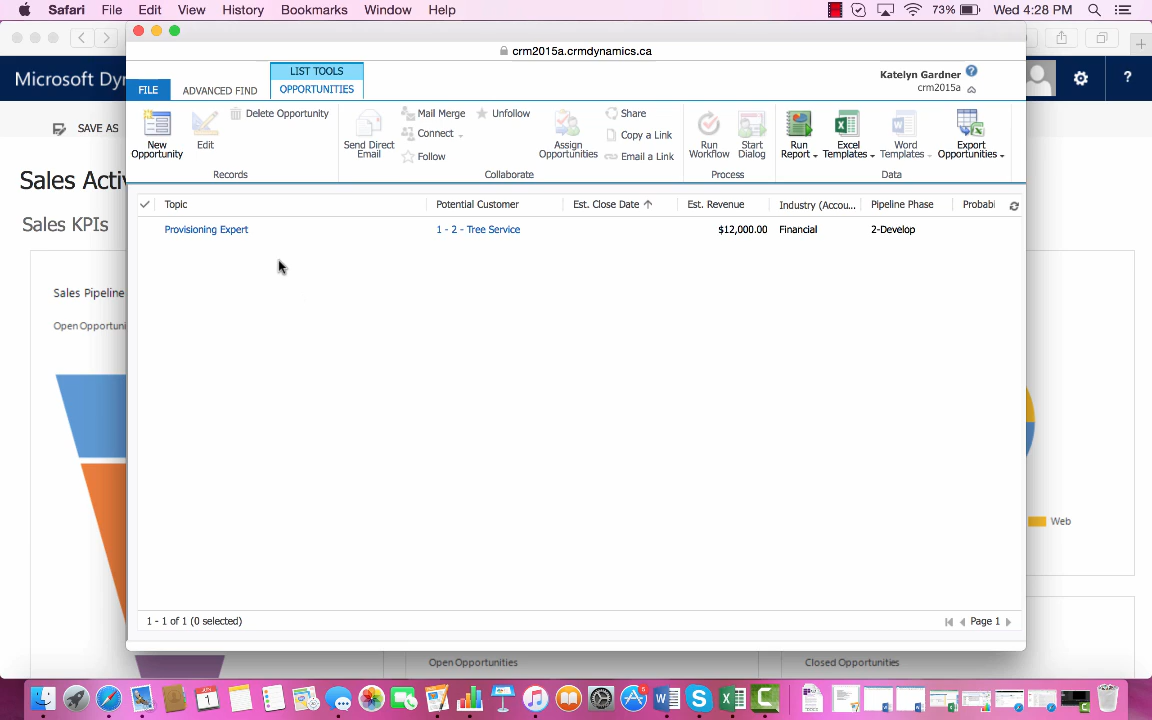 Safari File Edit View History Bookmarks Window Help 73% Wed 4:28 PM
crm2015a.crmdynamics.ca
Microsoft Dy
FILE ADVANCED FIND LIST TOOLS OPPORTUNITIES
Katelyn Gardner
crm2015a
?
SAVE AS
New Opportunity
Edit
Delete Opportunity
Records
Send Direct Email
Mail Merge
Connect
Follow
Unfollow
Assign Opportunities
Share
Copy a Link
Email a Link
Collaborate
Run Workflow
Start Dialog
Process
Run Report
Excel Templates
Word Templates
Export Opportunities
Data
Sales Activ
Sales KPIs
Topic Potential Customer Est. Close Date Est. Revenue Industry (Accou... Pipeline Phase Probabi
Provisioning Expert 1 - 2 - Tree Service $12,000.00 Financial 2-Develop
Sales Pipeline
Open Opportuni
Web
1 - 1 of 1 (0 selected) Page 1
Open Opportunities Closed Opportunities